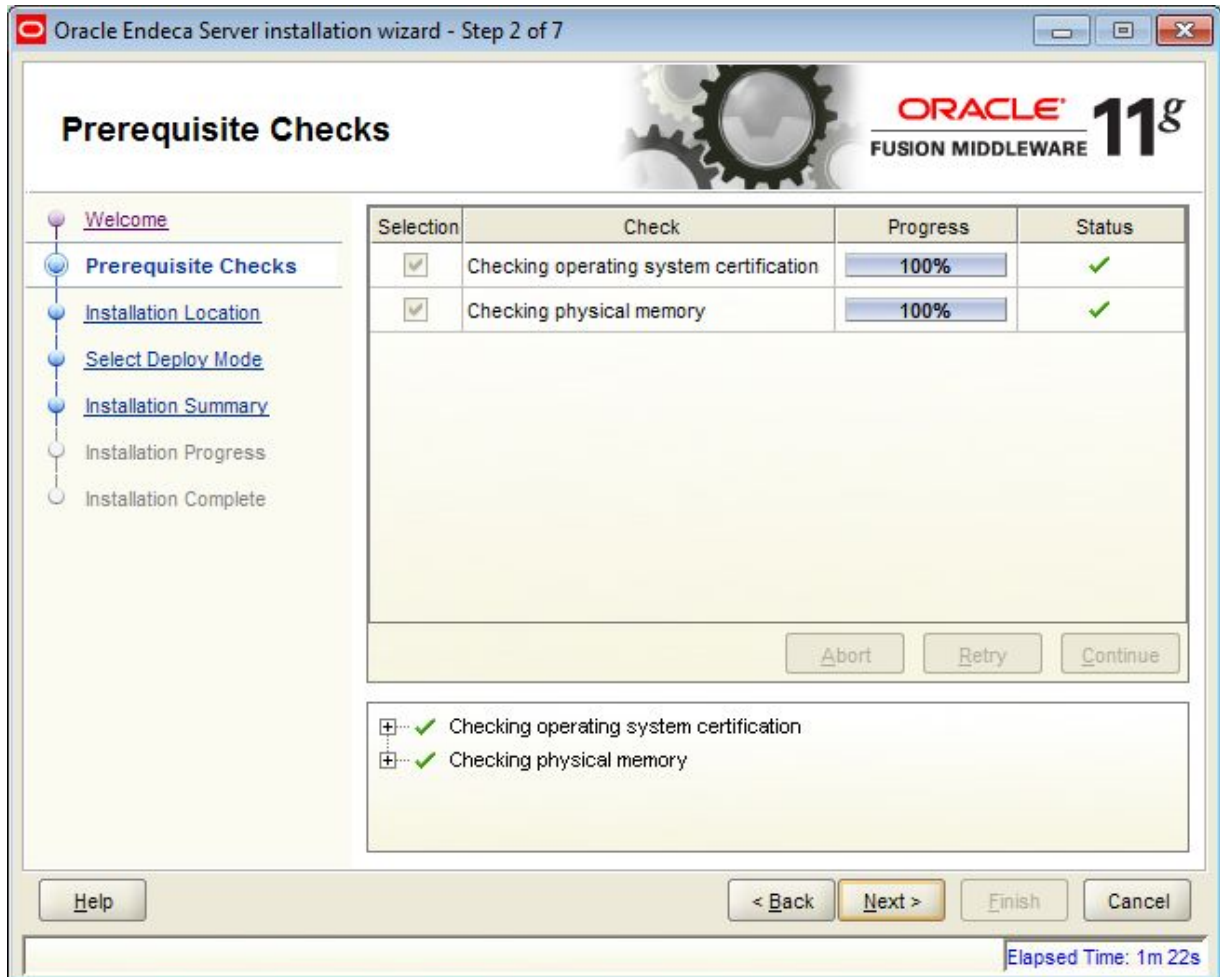 Oracle Endeca Server installation wizard - Step 2 of 7
Prerequisite Checks
ORACLE
FUSION MIDDLEWARE
11g
Welcome
Prerequisite Checks
Installation Location
Select Deploy Mode
Installation Summary
Installation Progress
Installation Complete
Selection Check Progress Status
Checking operating system certification 100%
Checking physical memory 100%
Abort Retry Continue
Checking operating system certification
Checking physical memory
Help < Back Next > Finish Cancel
Elapsed Time: 1m 22s